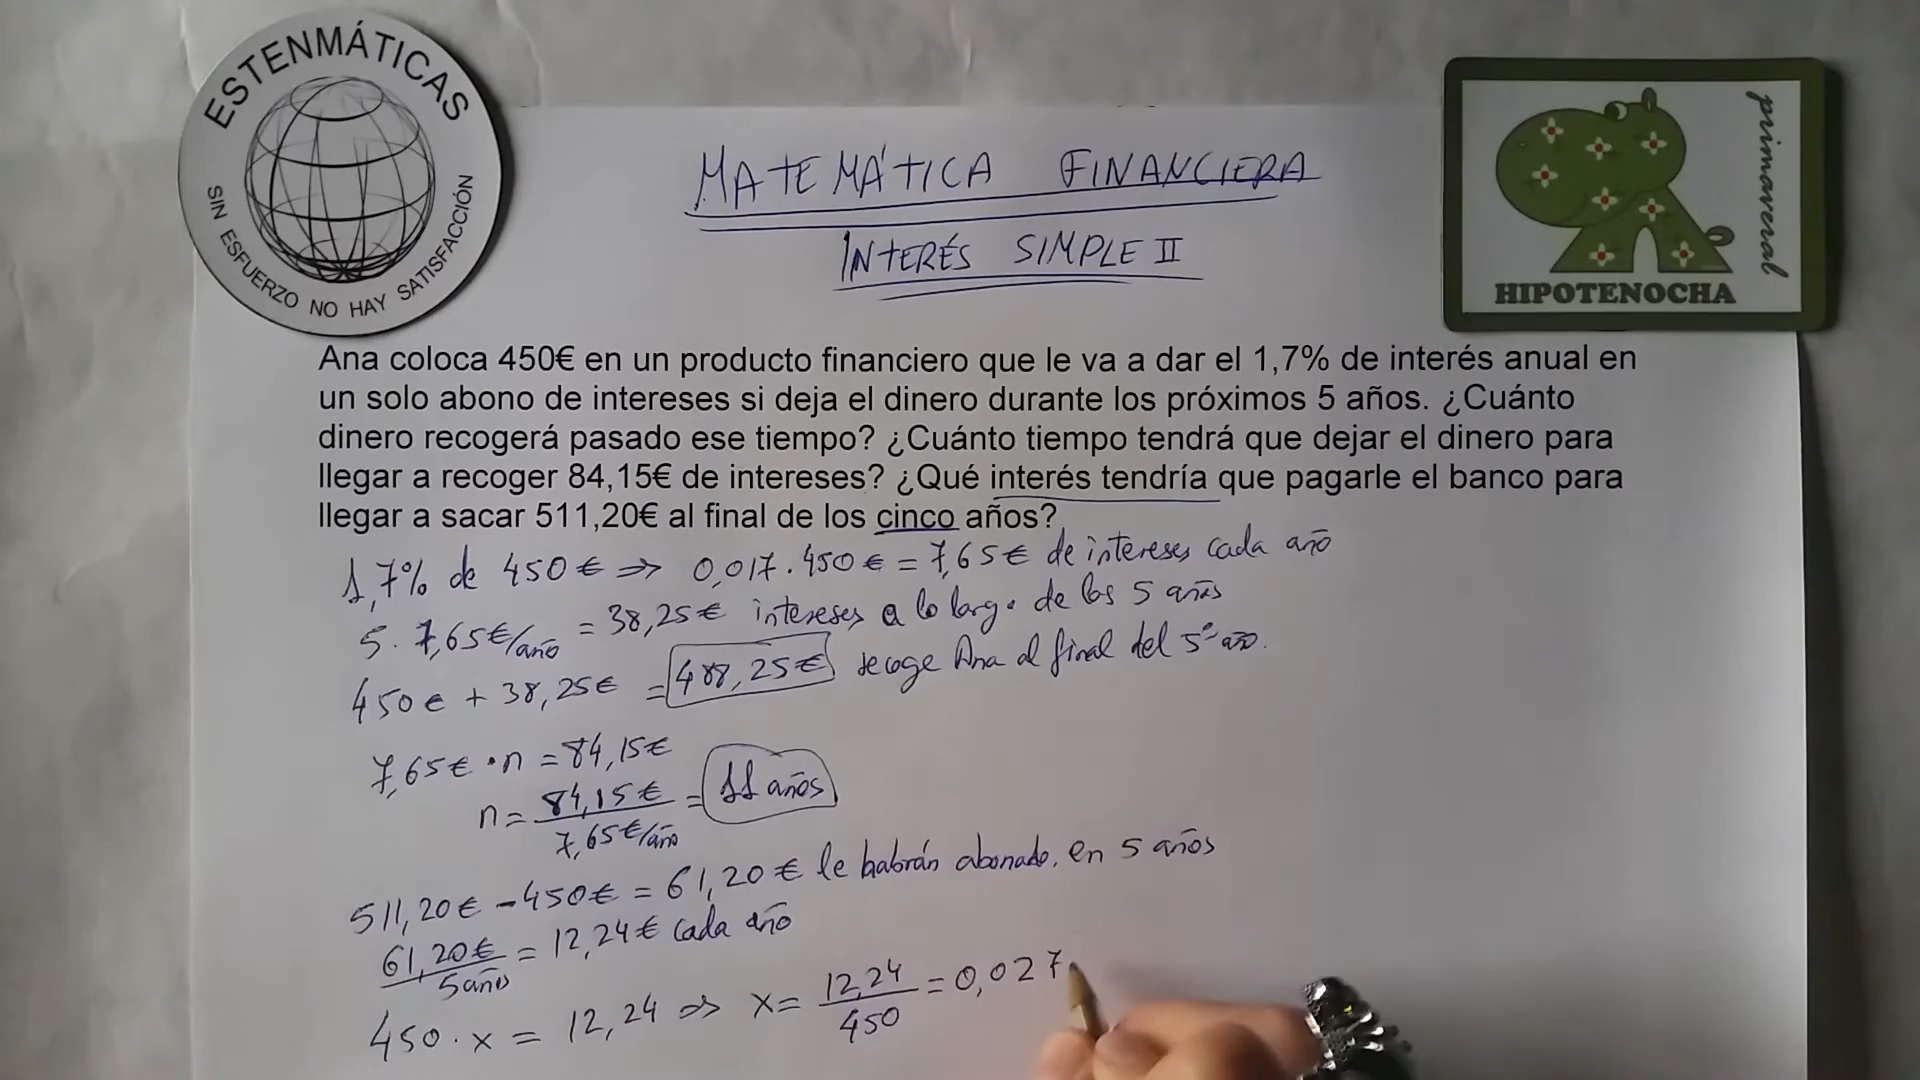 ESTENMÁTICAS
SIN ESFUERZO NO HAY SATISFACCIÓN
primaveral
HIPOTENOCHA
MATEMÁTICA FINANCIERA
INTERÉS SIMPLE II
Ana coloca 450€ en un producto financiero que le va a dar el 1,7% de interés anual en
un solo abono de intereses si deja el dinero durante los próximos 5 años. ¿Cuánto
dinero recogerá pasado ese tiempo? ¿Cuánto tiempo tendrá que dejar el dinero para
llegar a recoger 84,15€ de intereses? ¿Qué interés tendría que pagarle el banco para
llegar a sacar 511,20€ al final de los cinco años?
1,7% de 450€ ⇒ 0,017.450€ = 7,65€ de intereses cada año
5. 7,65€/año = 38,25€ intereses a lo largo de los 5 años
450€ + 38,25€ = 488,25€ recoge Ana al final del 5º año.
7,65€ · n = 84,15€
n = 84,15€ / 7,65€/año = 11 años
511,20€ - 450€ = 61,20€ le habrán abonado, en 5 años
61,20€ / 5años = 12,24€ cada año
450 · x = 12,24 ⇒ x = 12,24 / 450 = 0,027